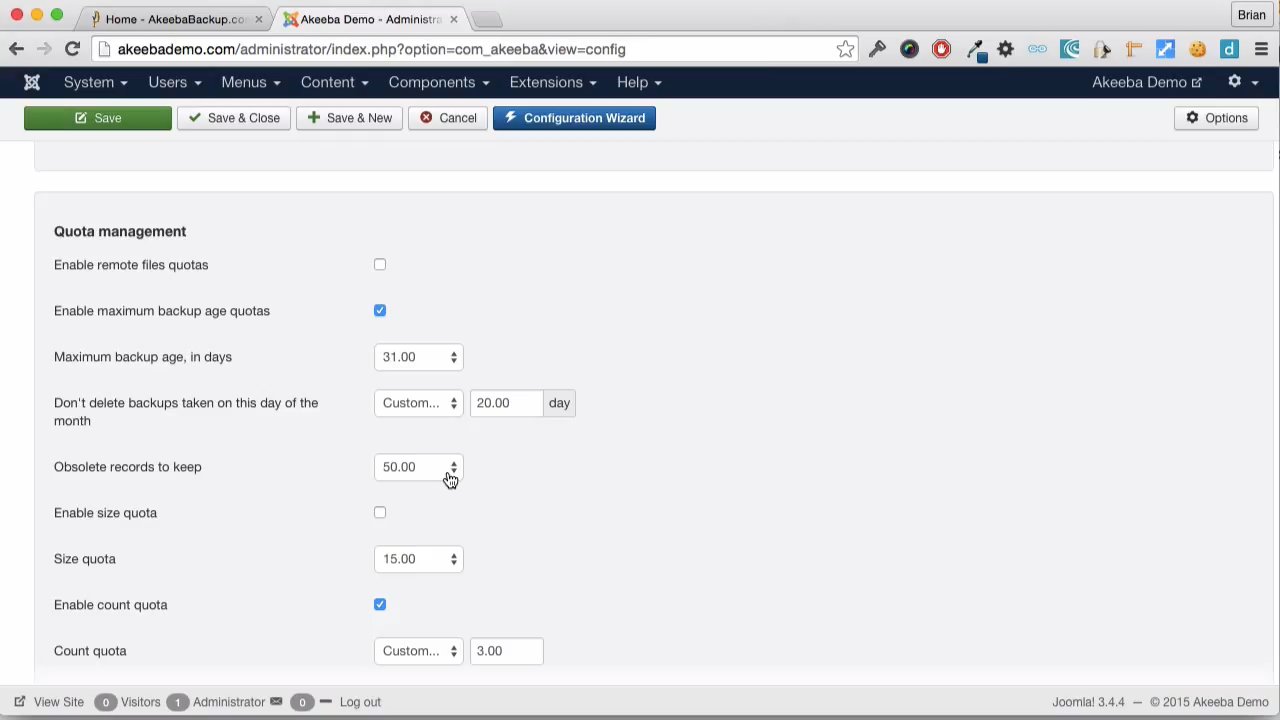 Home - AkeebaBackup.co
Akeeba Demo - Administra
Brian
akeebademo.com/administrator/index.php?option=com_akeeba&view=config
System Users Menus Content Components Extensions Help Akeeba Demo
Save Save & Close Save & New Cancel Configuration Wizard Options
Quota management
Enable remote files quotas
Enable maximum backup age quotas
Maximum backup age, in days 31.00
Don't delete backups taken on this day of the Custom... 20.00 day
month
Obsolete records to keep 50.00
Enable size quota
Size quota 15.00
Enable count quota
Count quota Custom... 3.00
View Site 0 Visitors 1 Administrator 0 Log out Joomla! 3.4.4 — © 2015 Akeeba Demo